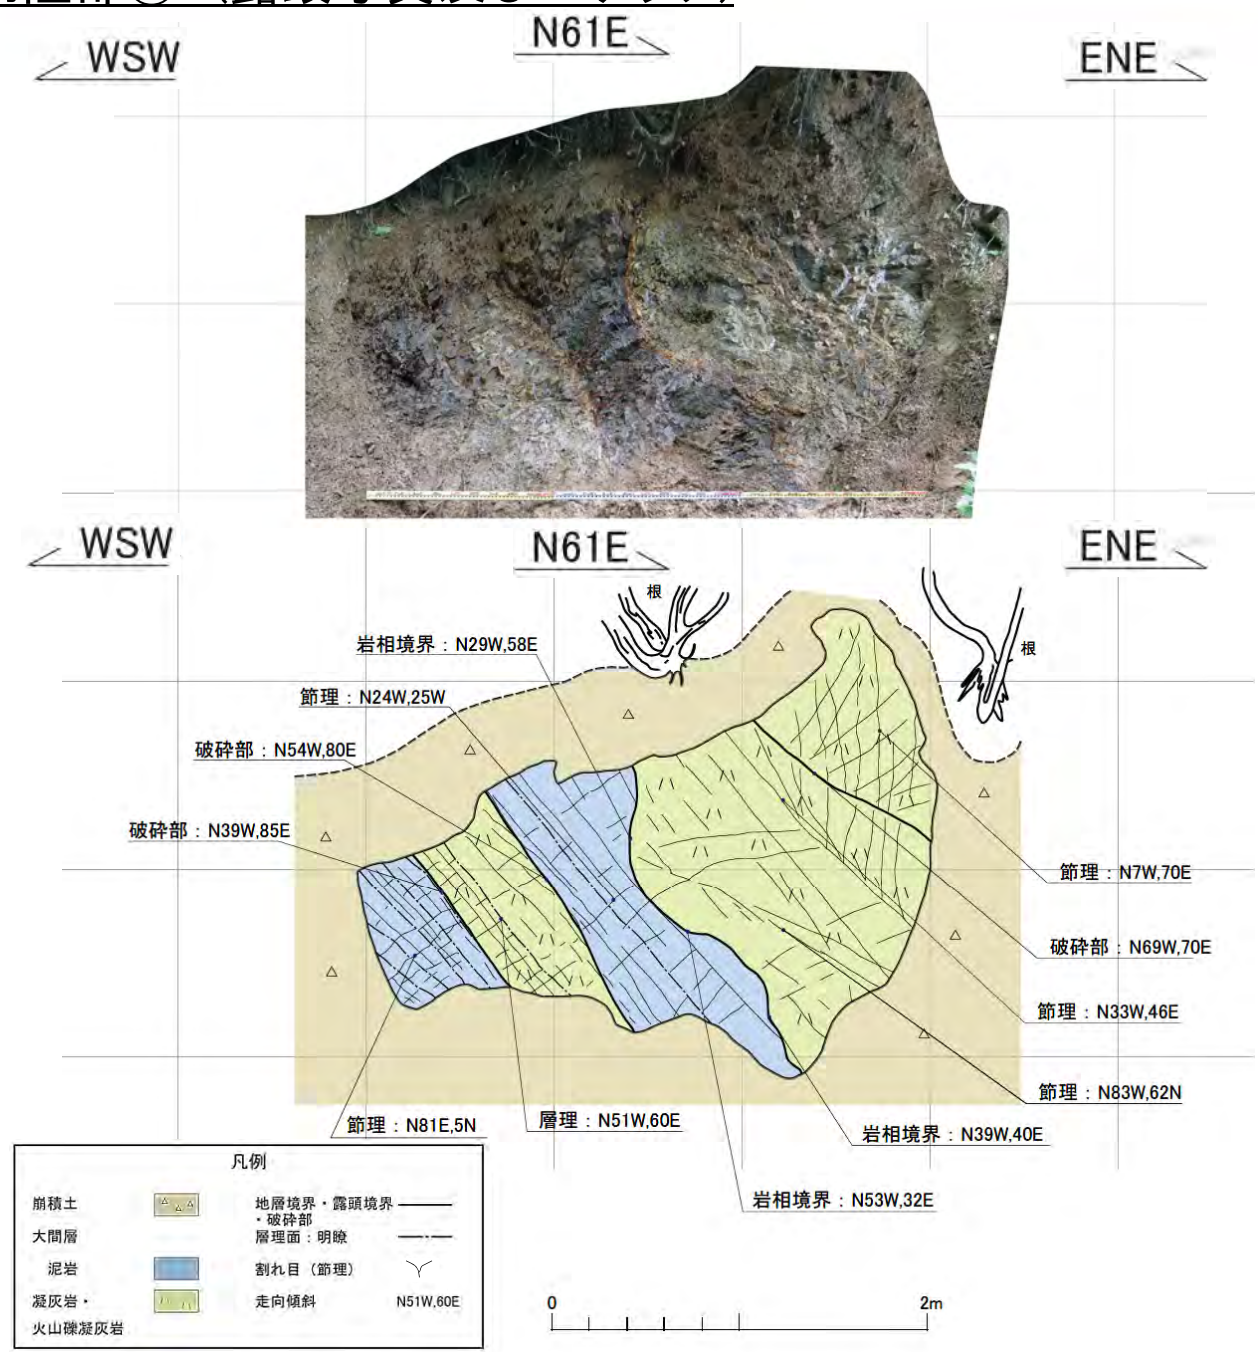 N61E
WSW
ENE
WSW
N61E
ENE
根
根
岩相境界：N29W,58E
節理：N24W,25W
破砕部：N54W,80E
破砕部：N39W,85E
節理：N7W,70E
破砕部：N69W,70E
節理：N33W,46E
節理：N83W,62N
節理：N81E,5N
層理：N51W,60E
岩相境界：N39W,40E
岩相境界：N53W,32E
凡例
崩積土
大間層
泥岩
凝灰岩・
火山礫凝灰岩
地層境界・露頭境界
・破砕部
層理面：明瞭
割れ目（節理）
走向傾斜
N51W,60E
0
2m